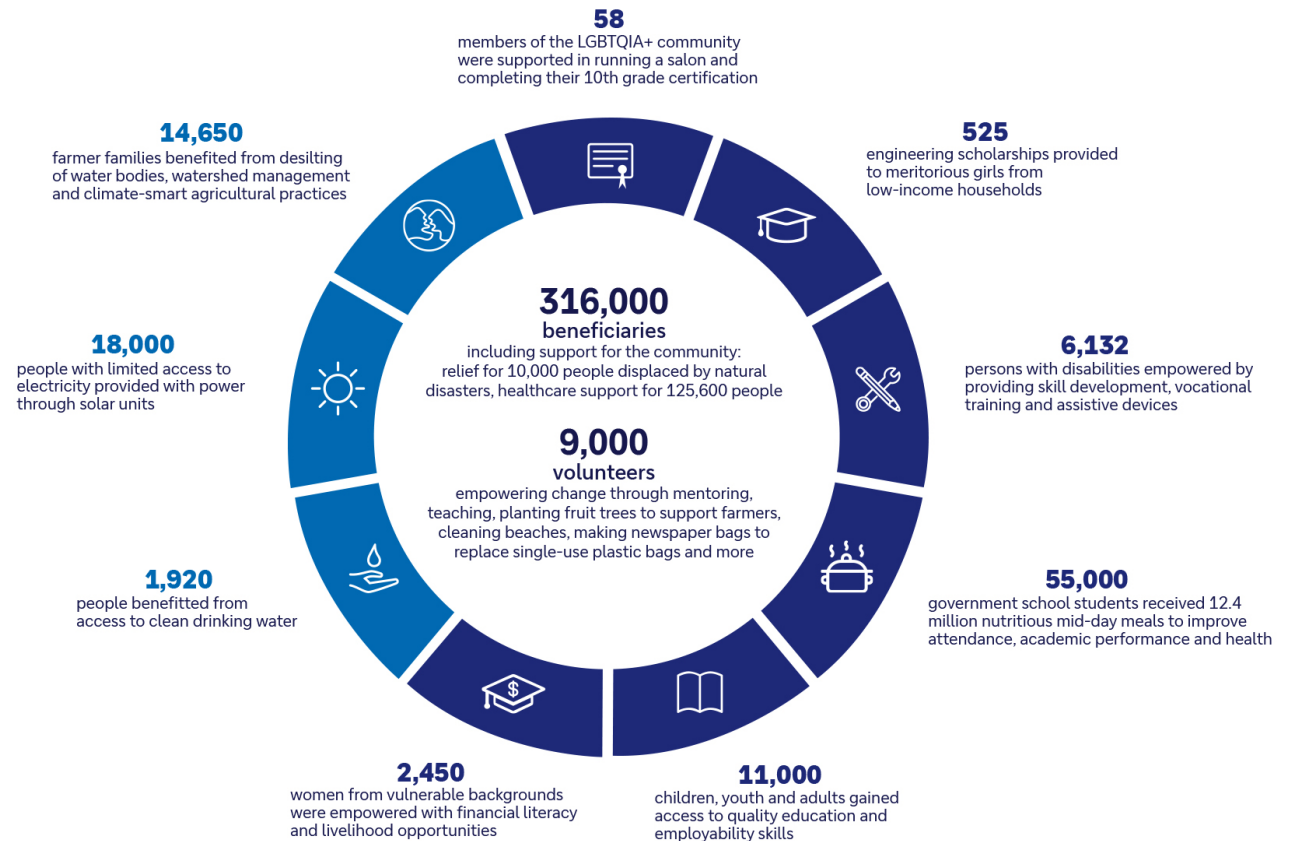 58
members of the LGBTQIA+ community
were supported in running a salon and
completing their 10th grade certification
525
engineering scholarships provided
to meritorious girls from
low-income households
6,132
persons with disabilities empowered by
providing skill development, vocational
training and assistive devices
55,000
government school students received 12.4
million nutritious mid-day meals to improve
attendance, academic performance and health
11,000
children, youth and adults gained
access to quality education and
employability skills
2,450
women from vulnerable backgrounds
were empowered with financial literacy
and livelihood opportunities
1,920
people benefitted from
access to clean drinking water
18,000
people with limited access to
electricity provided with power
through solar units
14,650
farmer families benefited from desilting
of water bodies, watershed management
and climate-smart agricultural practices
316,000
beneficiaries
including support for the community:
relief for 10,000 people displaced by natural
disasters, healthcare support for 125,600 people
9,000
volunteers
empowering change through mentoring,
teaching, planting fruit trees to support farmers,
cleaning beaches, making newspaper bags to
replace single-use plastic bags and more
$